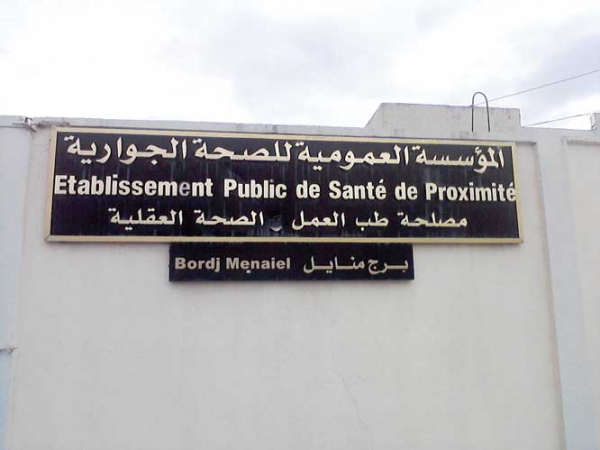 المؤسسة العمومية للصحة الجوارية
Etablissement Public de Santé de Proximité
مصلحة طب العمل - الصحة العقلية
Bordj Menaiel برج منايل